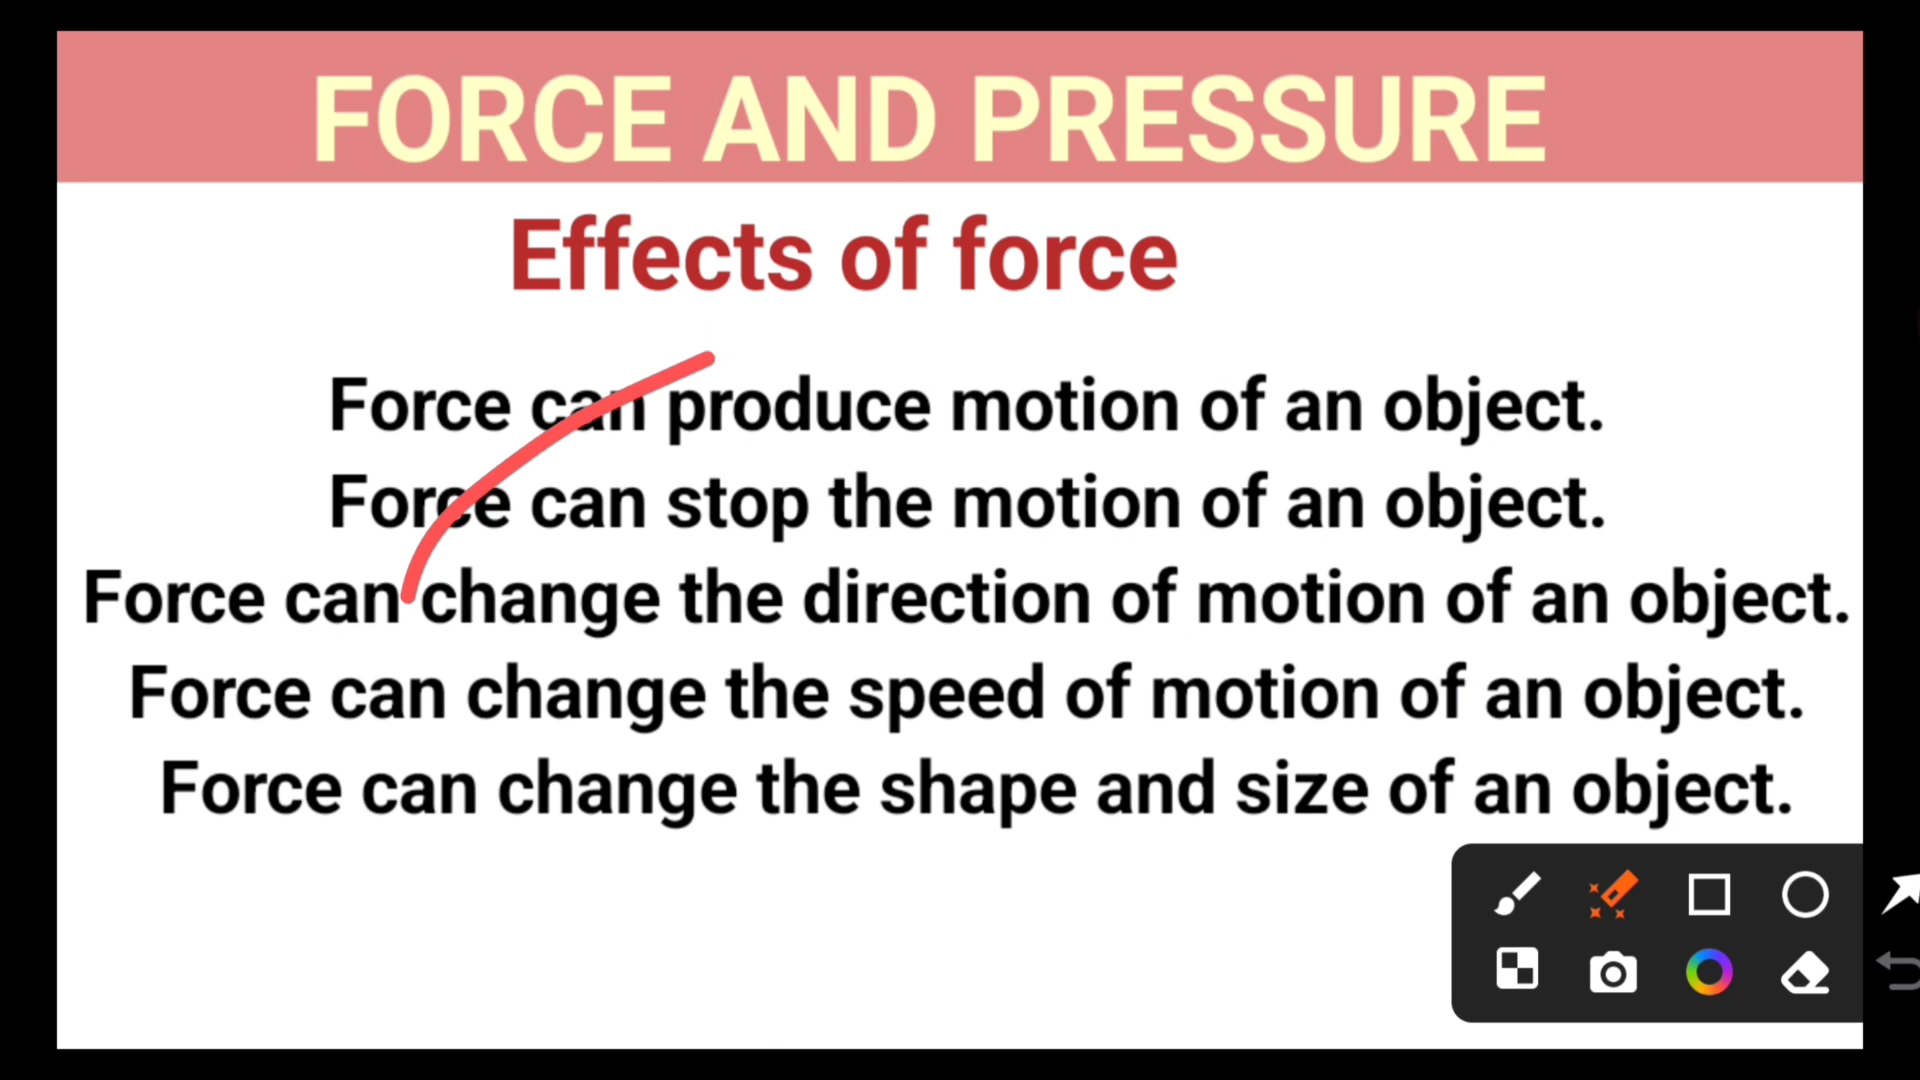 FORCE AND PRESSURE
Effects of force
Force can produce motion of an object.
Force can stop the motion of an object.
Force can change the direction of motion of an object.
Force can change the speed of motion of an object.
Force can change the shape and size of an object.